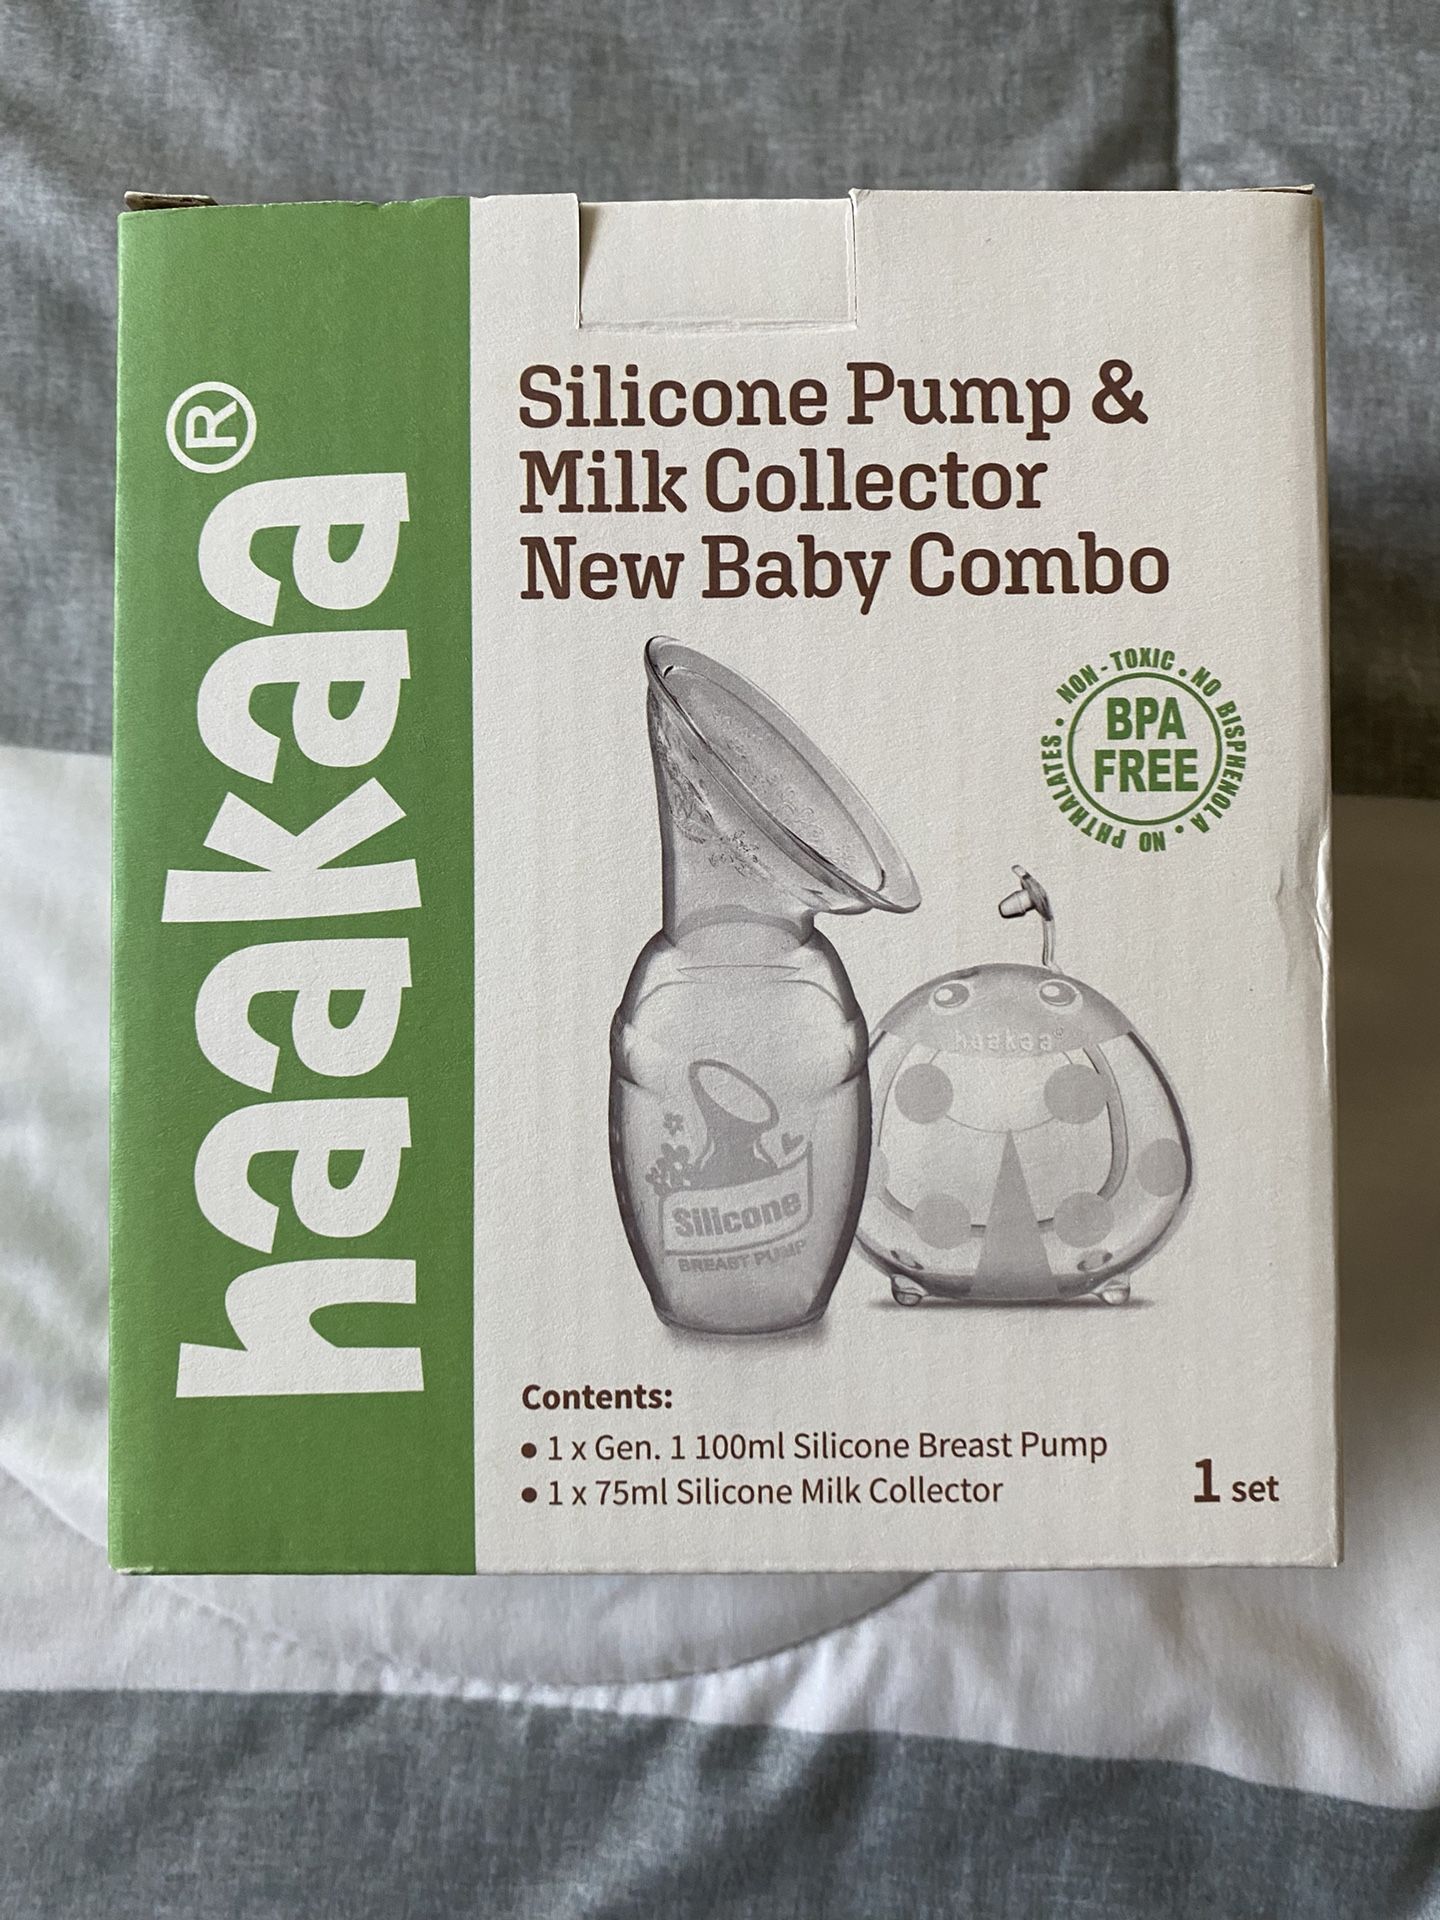 haakaa®
Silicone Pump &
Milk Collector
New Baby Combo
NON-TOXIC • NO BISPHENOL A • NO PHTHALATES •
BPA
FREE
haakaa®
Silicone
BREAST PUMP
Contents:
• 1 x Gen. 1 100ml Silicone Breast Pump
• 1 x 75ml Silicone Milk Collector
1 set